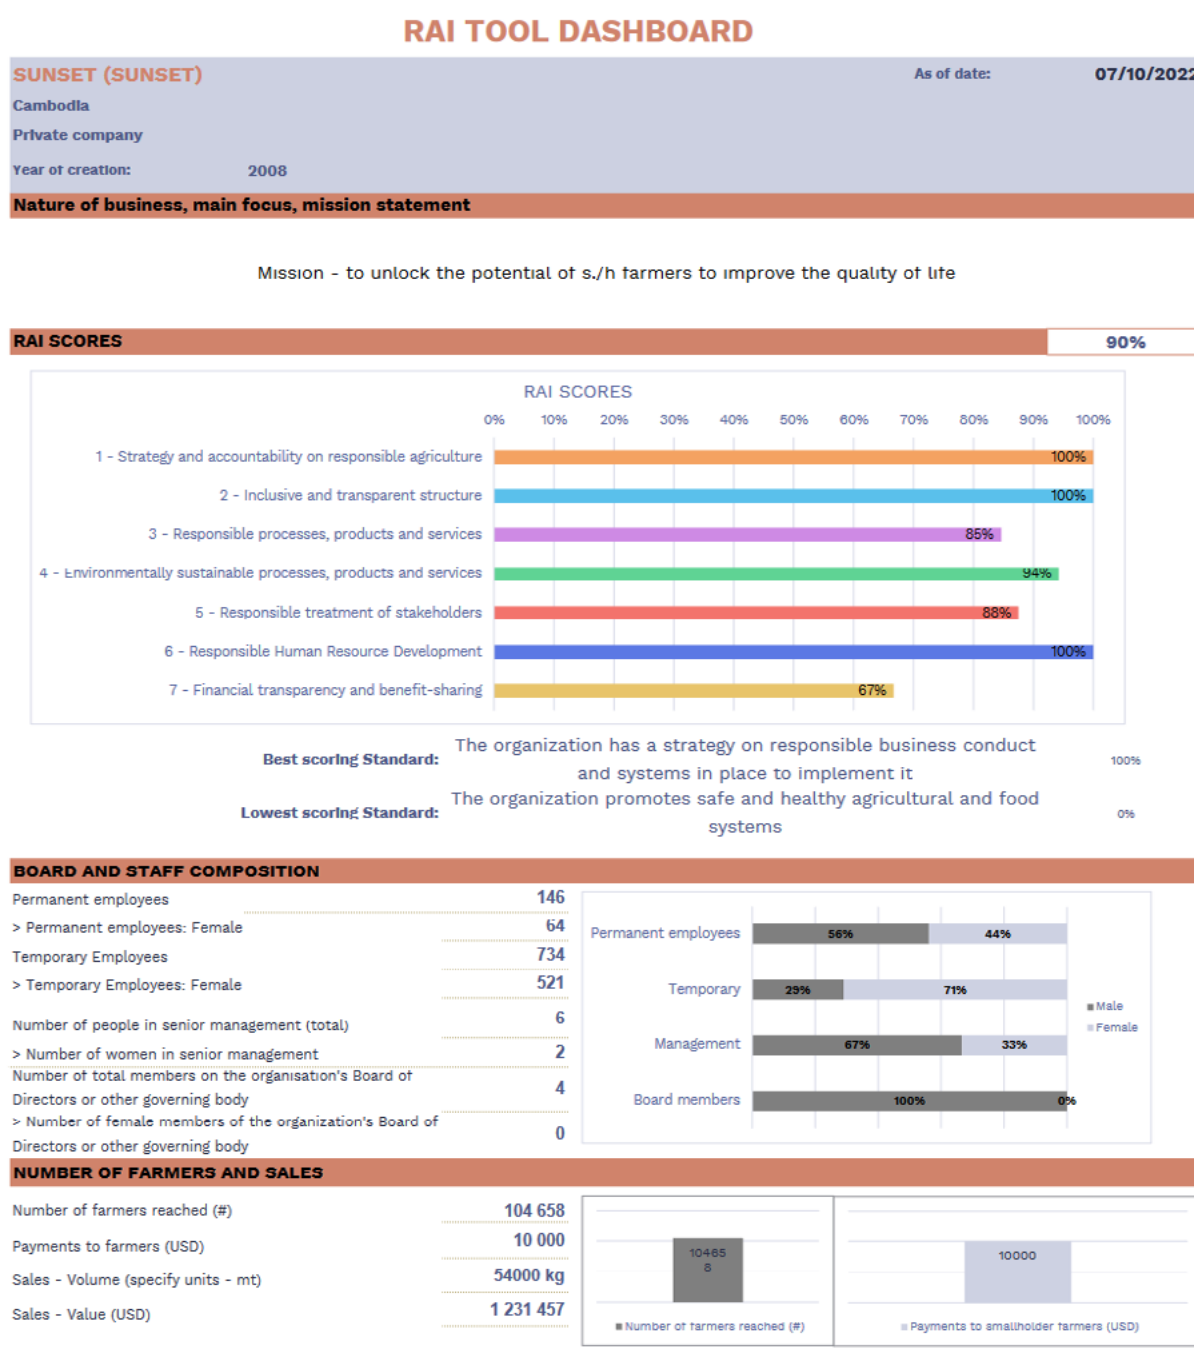 RAI TOOL DASHBOARD
SUNSET (SUNSET)
As of date: 07/10/2022
Cambodia
Private company
Year of creation: 2008
Nature of business, main focus, mission statement
Mission - to unlock the potential of s./h farmers to improve the quality of life
RAI SCORES 90%
RAI SCORES
0% 10% 20% 30% 40% 50% 60% 70% 80% 90% 100%
1 - Strategy and accountability on responsible agriculture 100%
2 - Inclusive and transparent structure 100%
3 - Responsible processes, products and services 85%
4 - Environmentally sustainable processes, products and services 94%
5 - Responsible treatment of stakeholders 88%
6 - Responsible Human Resource Development 100%
7 - Financial transparency and benefit-sharing 67%
Best scoring Standard: The organization has a strategy on responsible business conduct
and systems in place to implement it 100%
Lowest scoring Standard: The organization promotes safe and healthy agricultural and food
systems 0%
BOARD AND STAFF COMPOSITION
Permanent employees 146
> Permanent employees: Female 64
Temporary Employees 734
> Temporary Employees: Female 521
Number of people in senior management (total) 6
> Number of women in senior management 2
Number of total members on the organisation's Board of
Directors or other governing body 4
> Number of female members of the organization's Board of
Directors or other governing body 0
Permanent employees 56% 44%
Temporary 29% 71%
Management 67% 33%
Board members 100% 0%
Male
Female
NUMBER OF FARMERS AND SALES
Number of farmers reached (#) 104 658
Payments to farmers (USD) 10 000
Sales - Volume (specify units - mt) 54000 kg
Sales - Value (USD) 1 231 457
10465
8
Number of farmers reached (#)
10000
Payments to smallholder farmers (USD)